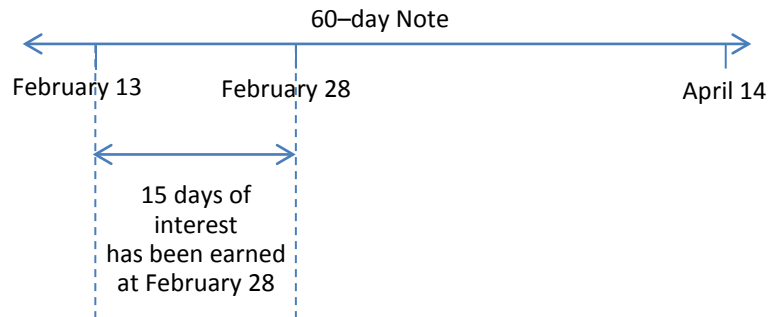 60–day Note
February 13
February 28
April 14
15 days of
interest
has been earned
at February 28